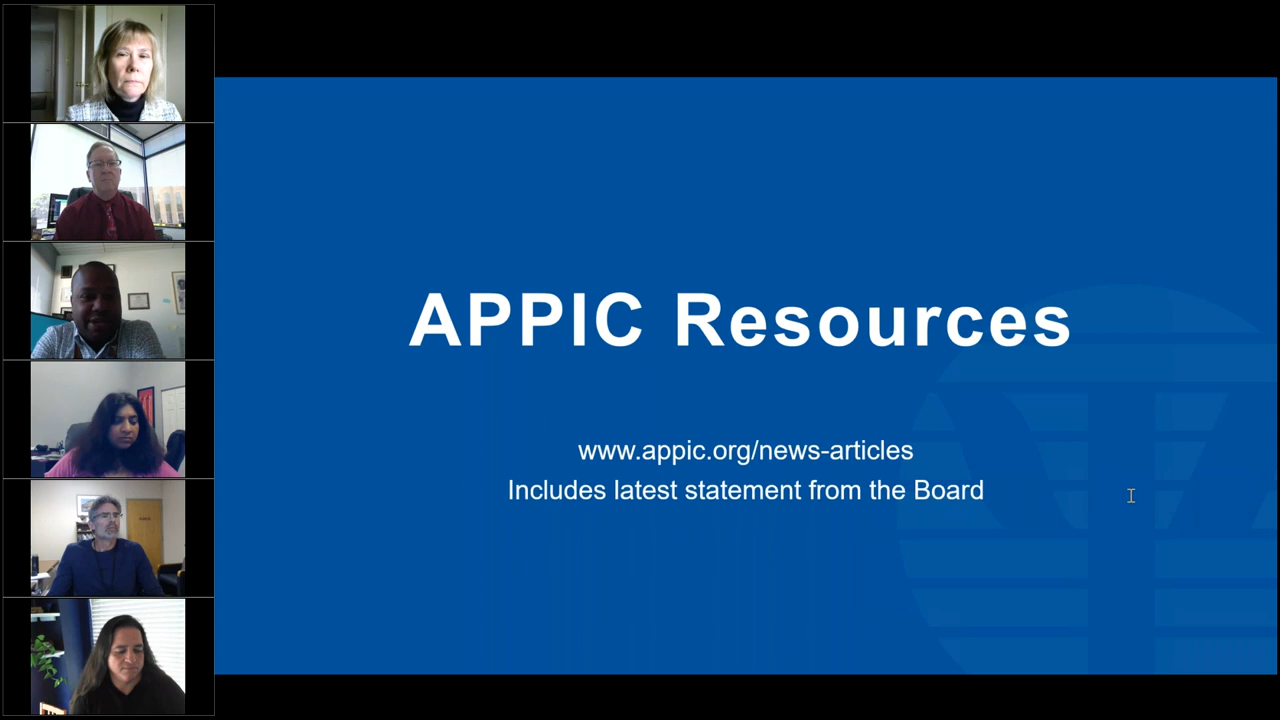 APPIC Resources
www.appic.org/news-articles
Includes latest statement from the Board